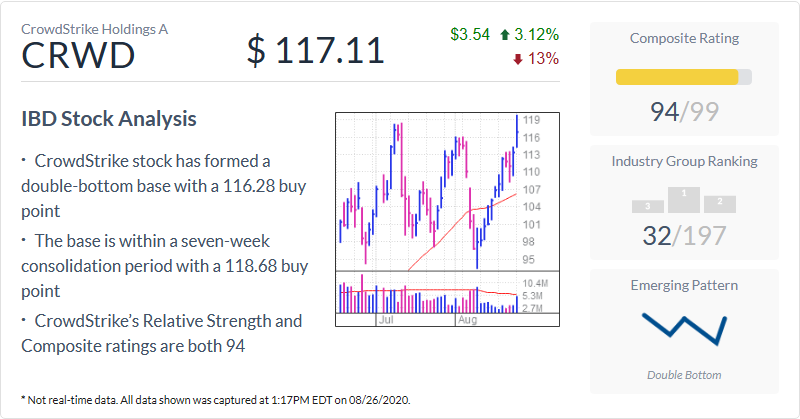 CrowdStrike Holdings A
CRWD
$ 117.11
$3.54 3.12%
13%
IBD Stock Analysis
· CrowdStrike stock has formed a
double-bottom base with a 116.28 buy
point
· The base is within a seven-week
consolidation period with a 118.68 buy
point
· CrowdStrike’s Relative Strength and
Composite ratings are both 94
119
116
113
110
107
104
101
98
95
10.4M
5.3M
2.7M
Jul Aug
Composite Rating
94/99
Industry Group Ranking
3 1 2
32/197
Emerging Pattern
Double Bottom
* Not real-time data. All data shown was captured at 1:17PM EDT on 08/26/2020.